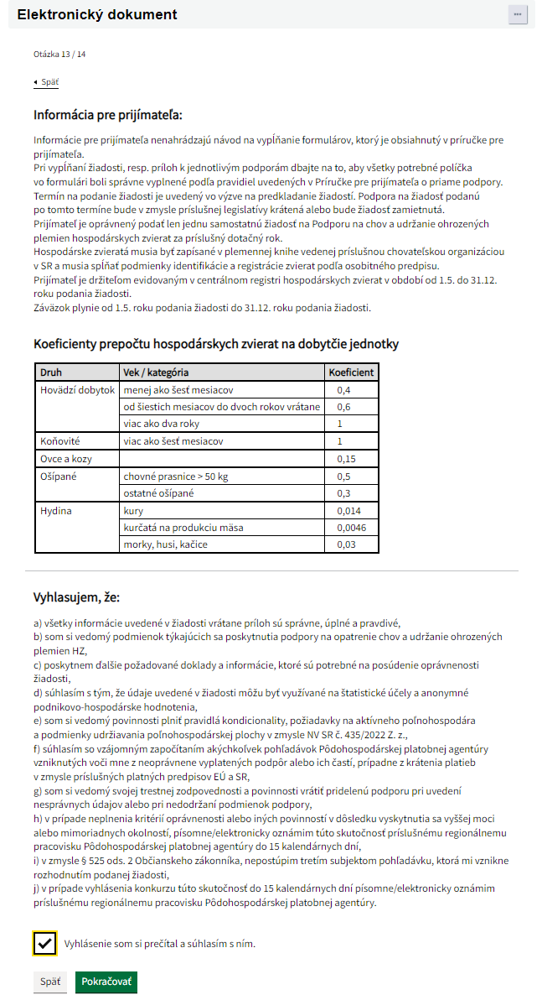 Elektronický dokument
Otázka 13 / 14
Späť
Informácia pre prijímateľa:
Informácie pre prijímateľa nenahrádzajú návod na vypĺňanie formulárov, ktorý je obsiahnutý v príručke pre
prijímateľa.
Pri vypĺňaní žiadosti, resp. príloh k jednotlivým podporám dbajte na to, aby všetky potrebné políčka
vo formulári boli správne vyplnené podľa pravidiel uvedených v Príručke pre prijímateľa o priame podpory.
Termín na podanie žiadosti je uvedený vo výzve na predkladanie žiadostí. Podpora na žiadosť podanú
po tomto termíne bude v zmysle príslušnej legislatívy krátená alebo bude žiadosť zamietnutá.
Prijímateľ je oprávnený podať len jednu samostatnú žiadosť na Podporu na chov a udržanie ohrozených
plemien hospodárskych zvierat za príslušný dotačný rok.
Hospodárske zvieratá musia byť zapísané v plemennej knihe vedenej príslušnou chovateľskou organizáciou
v SR a musia spĺňať podmienky identifikácie a registrácie zvierat podľa osobitného predpisu.
Prijímateľ je držiteľom evidovaným v centrálnom registri hospodárskych zvierat v období od 1.5. do 31.12.
roku podania žiadosti.
Záväzok plynie od 1.5. roku podania žiadosti do 31.12. roku podania žiadosti.
Koeficienty prepočtu hospodárskych zvierat na dobytčie jednotky
Druh Vek / kategória Koeficient
Hovädzí dobytok menej ako šesť mesiacov 0,4
od šiestich mesiacov do dvoch rokov vrátane 0,6
viac ako dva roky 1
Koňovité viac ako šesť mesiacov 1
Ovce a kozy 0,15
Ošípané chovné prasnice > 50 kg 0,5
ostatné ošípané 0,3
Hydina kury 0,014
kurčatá na produkciu mäsa 0,0046
morky, husi, kačice 0,03
Vyhlasujem, že:
a) všetky informácie uvedené v žiadosti vrátane príloh sú správne, úplné a pravdivé,
b) som si vedomý podmienok týkajúcich sa poskytnutia podpory na opatrenie chov a udržanie ohrozených
plemien HZ,
c) poskytnem ďalšie požadované doklady a informácie, ktoré sú potrebné na posúdenie oprávnenosti
žiadosti,
d) súhlasím s tým, že údaje uvedené v žiadosti môžu byť využívané na štatistické účely a anonymné
podnikovo-hospodárske hodnotenia,
e) som si vedomý povinnosti plniť pravidlá kondicionality, požiadavky na aktívneho poľnohospodára
a podmienky udržiavania poľnohospodárskej plochy v zmysle NV SR č. 435/2022 Z. z.,
f) súhlasím so vzájomným započítaním akýchkoľvek pohľadávok Pôdohospodárskej platobnej agentúry
vzniknutých voči mne z neoprávnene vyplatených podpôr alebo ich častí, prípadne z krátenia platieb
v zmysle príslušných platných predpisov EÚ a SR,
g) som si vedomý svojej trestnej zodpovednosti a povinnosti vrátiť pridelenú podporu pri uvedení
nesprávnych údajov alebo pri nedodržaní podmienok podpory,
h) v prípade neplnenia kritérií oprávnenosti alebo iných povinností v dôsledku vyskytnutia sa vyššej moci
alebo mimoriadnych okolností, písomne/elektronicky oznámim túto skutočnosť príslušnému regionálnemu
pracovisku Pôdohospodárskej platobnej agentúry do 15 kalendárnych dní,
i) v zmysle § 525 ods. 2 Občianskeho zákonníka, nepostúpim tretím subjektom pohľadávku, ktorá mi vznikne
rozhodnutím podanej žiadosti,
j) v prípade vyhlásenia konkurzu túto skutočnosť do 15 kalendárnych dní písomne/elektronicky oznámim
príslušnému regionálnemu pracovisku Pôdohospodárskej platobnej agentúry.
Vyhlásenie som si prečítal a súhlasím s ním.
Späť Pokračovať